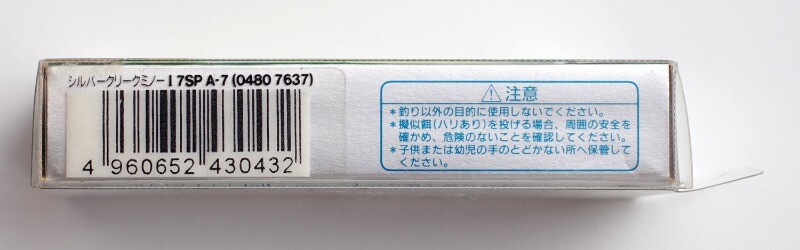 シルバークリークミノー I 7SP A-7 (0480 7637)
4 960652 430432
⚠注意
*釣り以外の目的に使用しないでください。
*擬似餌(ハリあり)を投げる場合、周囲の安全を
確かめ、危険のないことを確認してください。
*子供または幼児の手のとどかない所へ保管して
ください。